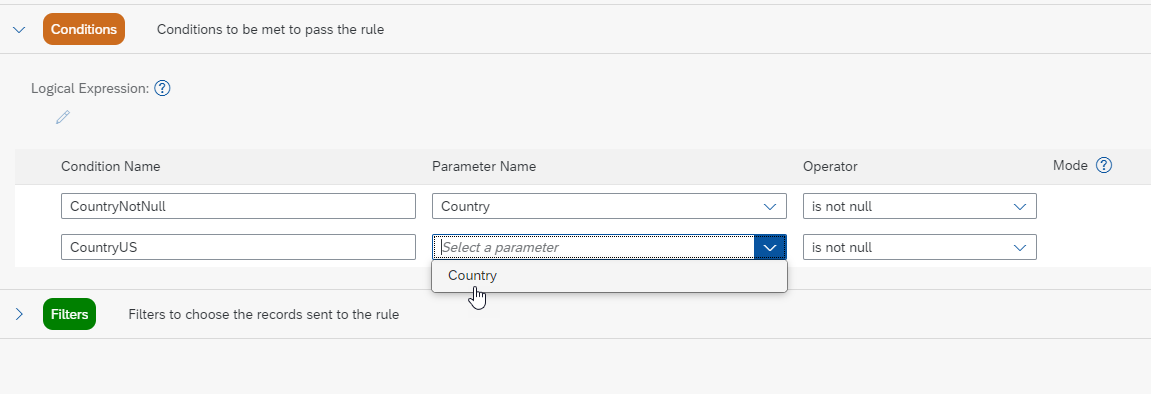 Conditions Conditions to be met to pass the rule
Logical Expression: ?
Condition Name Parameter Name Operator Mode ?
CountryNotNull Country is not null
CountryUS Select a parameter is not null
Country
Filters Filters to choose the records sent to the rule